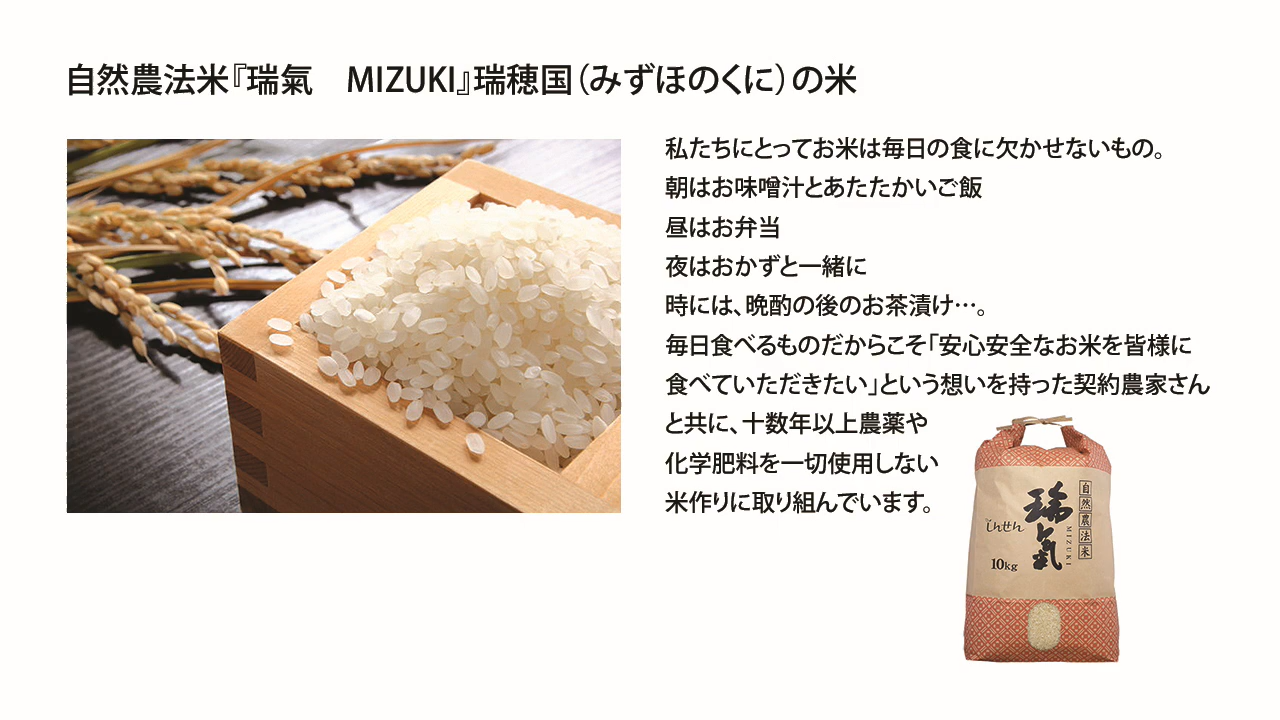 自然農法米『瑞氣　MIZUKI』瑞穂国（みずほのくに）の米
私たちにとってお米は毎日の食に欠かせないもの。
朝はお味噌汁とあたたかいご飯
昼はお弁当
夜はおかずと一緒に
時には、晩酌の後のお茶漬け…。
毎日食べるものだからこそ「安心安全なお米を皆様に
食べていただきたい」という想いを持った契約農家さん
と共に、十数年以上農薬や
化学肥料を一切使用しない
米作りに取り組んでいます。
自然農法米
瑞氣
MIZUKI
じんせん
10kg